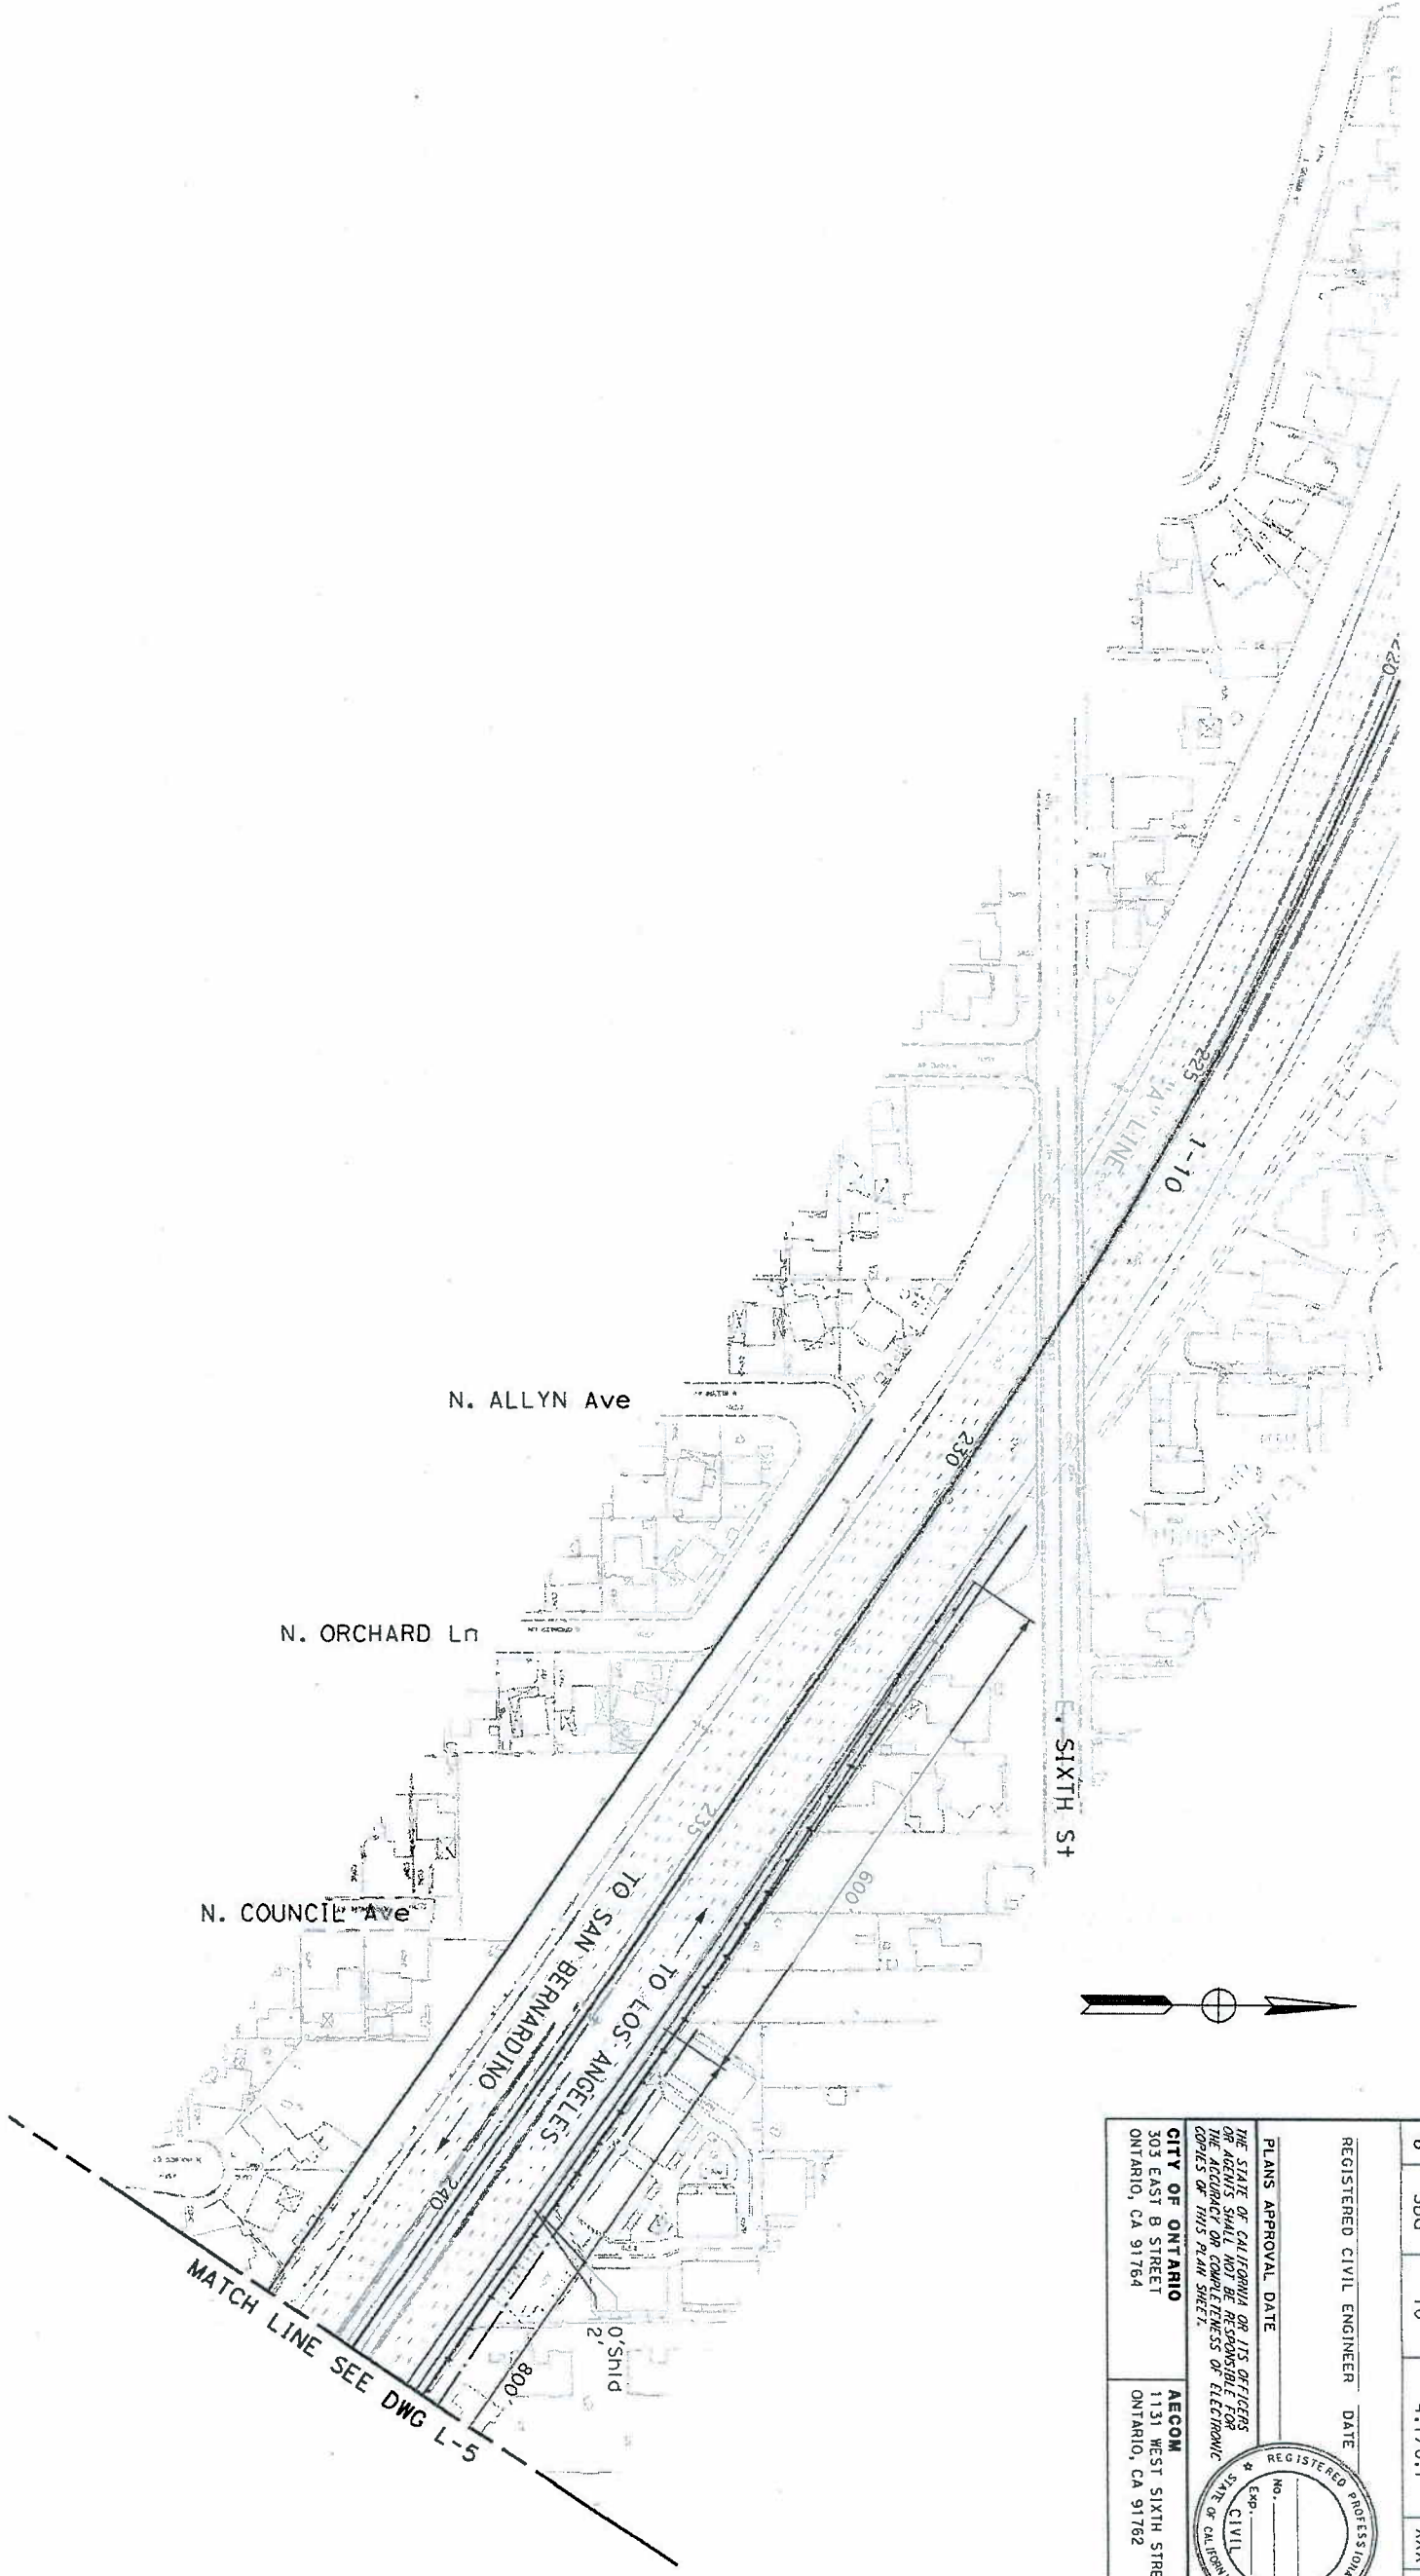 220
225
"A" LINE
I-10
N. ALLYN Ave
230
N. ORCHARD Ln
E. SIXTH St
235
600'
N. COUNCIL Ave
TO SAN BERNARDINO
TO LOS ANGELES
240
0'Shld
2'
800'
MATCH LINE SEE DWG L-5
REGISTERED CIVIL ENGINEER DATE
PLANS APPROVAL DATE
THE STATE OF CALIFORNIA OR ITS OFFICERS
OR AGENTS SHALL NOT BE RESPONSIBLE FOR
THE ACCURACY OR COMPLETENESS OF ELECTRONIC
COPIES OF THIS PLAN SHEET.
REGISTERED PROFESSIONA
No.
Exp.
CIVIL
STATE OF CALIFORN
CITY OF ONTARIO
303 EAST B STREET
ONTARIO, CA 91764
AECOM
1131 WEST SIXTH STRE
ONTARIO, CA 91762